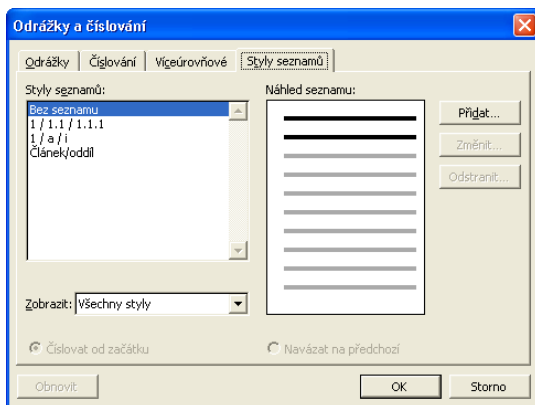 Odrážky a číslování
Odrážky
Číslování
Víceúrovňové
Styly seznamů
Styly seznamů:
Bez seznamu
1 / 1.1 / 1.1.1
1 / a / i
Článek/oddíl
Náhled seznamu:
Přidat...
Změnit...
Odstranit...
Zobrazit: Všechny styly
Číslovat od začátku
Navázat na předchozí
Obnovit
OK
Storno